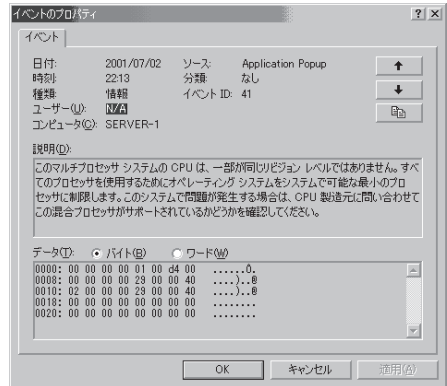 イベントのプロパティ
イベント
日付: 2001/07/02 ソース: Application Popup
時刻: 22:13 分類: なし
種類: 情報 イベント ID: 41
ユーザー(U): N/A
コンピュータ(C): SERVER-1
説明(D):
このマルチプロセッサ システムの CPU は、一部が同じリビジョン レベルではありません。すべ
てのプロセッサを使用するためにオペレーティング システムをシステムで可能な最小のプロ
セッサに制限します。このシステムで問題が発生する場合は、CPU 製造元に問い合わせて
この混合プロセッサがサポートされているかどうかを確認してください。
データ(T): バイト(B) ワード(W)
0000: 00 00 00 00 01 00 d4 00 ......Ô.
0008: 00 00 00 00 29 00 00 40 ....)..@
0010: 02 00 00 00 29 00 00 40 ....)..@
0018: 00 00 00 00 00 00 00 00 ........
0020: 00 00 00 00 00 00 00 00 ........
OK キャンセル 適用(A)